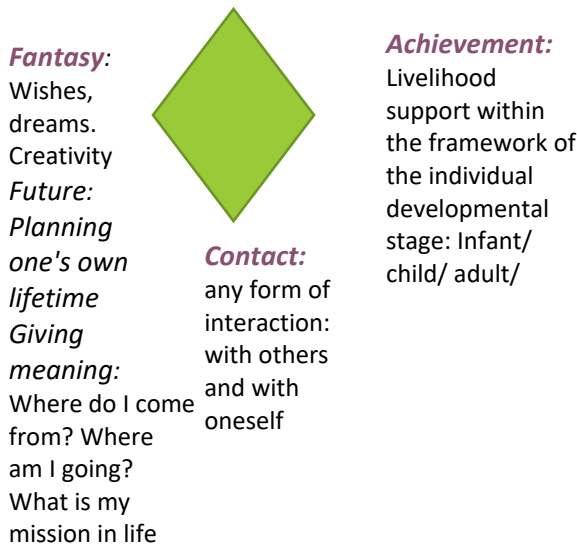 Fantasy:
Wishes,
dreams.
Creativity
Future:
Planning
one's own
lifetime
Giving
meaning:
Where do I come
from? Where
am I going?
What is my
mission in life
Contact:
any form of
interaction:
with others
and with
oneself
Achievement:
Livelihood
support within
the framework of
the individual
developmental
stage: Infant/
child/ adult/